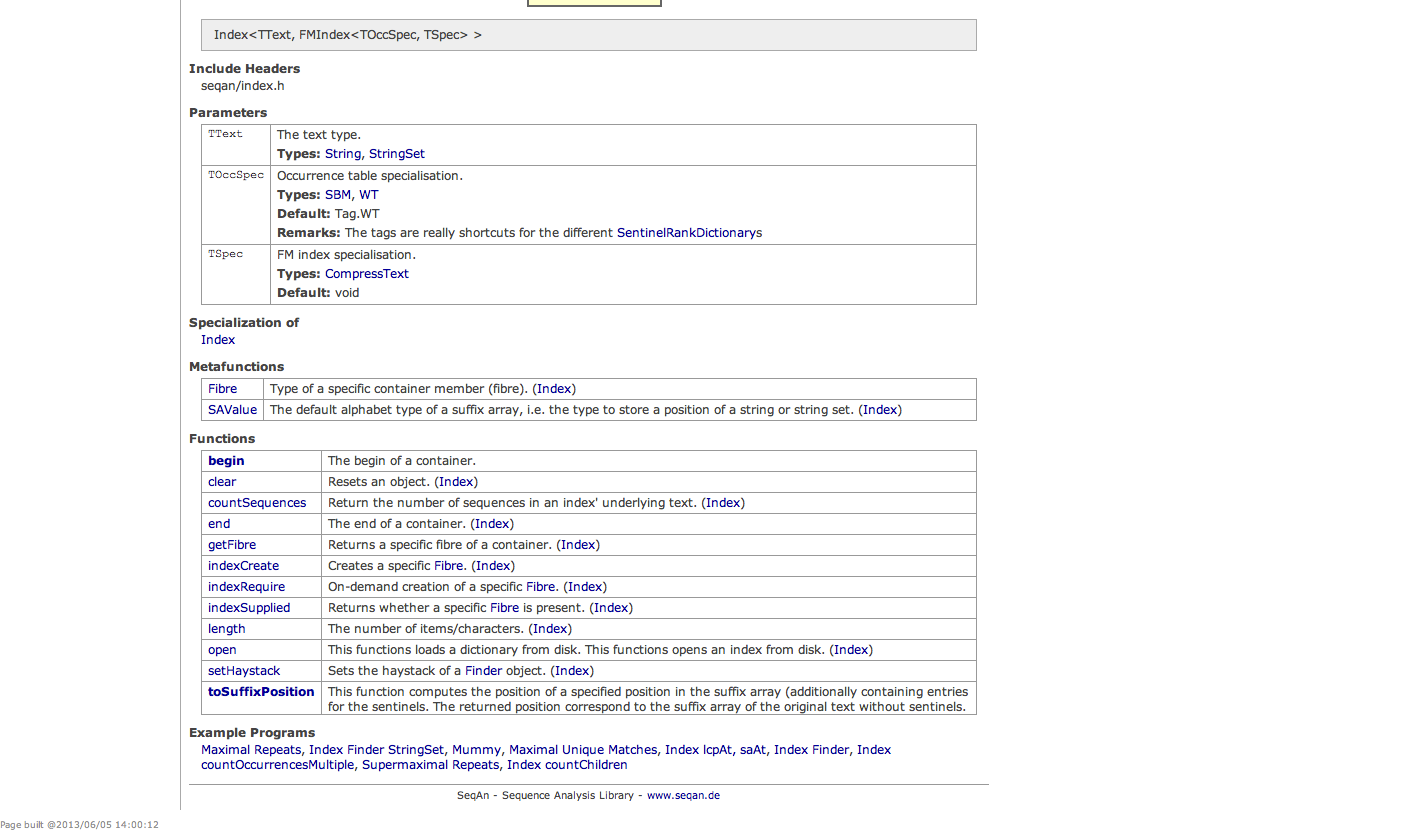 Index<TText, FMIndex<TOccSpec, TSpec> >
Include Headers
seqan/index.h
Parameters
TText The text type.
Types: String, StringSet
TOccSpec Occurrence table specialisation.
Types: SBM, WT
Default: Tag.WT
Remarks: The tags are really shortcuts for the different SentinelRankDictionarys
TSpec FM index specialisation.
Types: CompressText
Default: void
Specialization of
Index
Metafunctions
Fibre Type of a specific container member (fibre). (Index)
SAValue The default alphabet type of a suffix array, i.e. the type to store a position of a string or string set. (Index)
Functions
begin The begin of a container.
clear Resets an object. (Index)
countSequences Return the number of sequences in an index' underlying text. (Index)
end The end of a container. (Index)
getFibre Returns a specific fibre of a container. (Index)
indexCreate Creates a specific Fibre. (Index)
indexRequire On-demand creation of a specific Fibre. (Index)
indexSupplied Returns whether a specific Fibre is present. (Index)
length The number of items/characters. (Index)
open This functions loads a dictionary from disk. This functions opens an index from disk. (Index)
setHaystack Sets the haystack of a Finder object. (Index)
toSuffixPosition This function computes the position of a specified position in the suffix array (additionally containing entries
for the sentinels. The returned position correspond to the suffix array of the original text without sentinels.
Example Programs
Maximal Repeats, Index Finder StringSet, Mummy, Maximal Unique Matches, Index lcpAt, saAt, Index Finder, Index
countOccurrencesMultiple, Supermaximal Repeats, Index countChildren
SeqAn - Sequence Analysis Library - www.seqan.de
Page built @2013/06/05 14:00:12